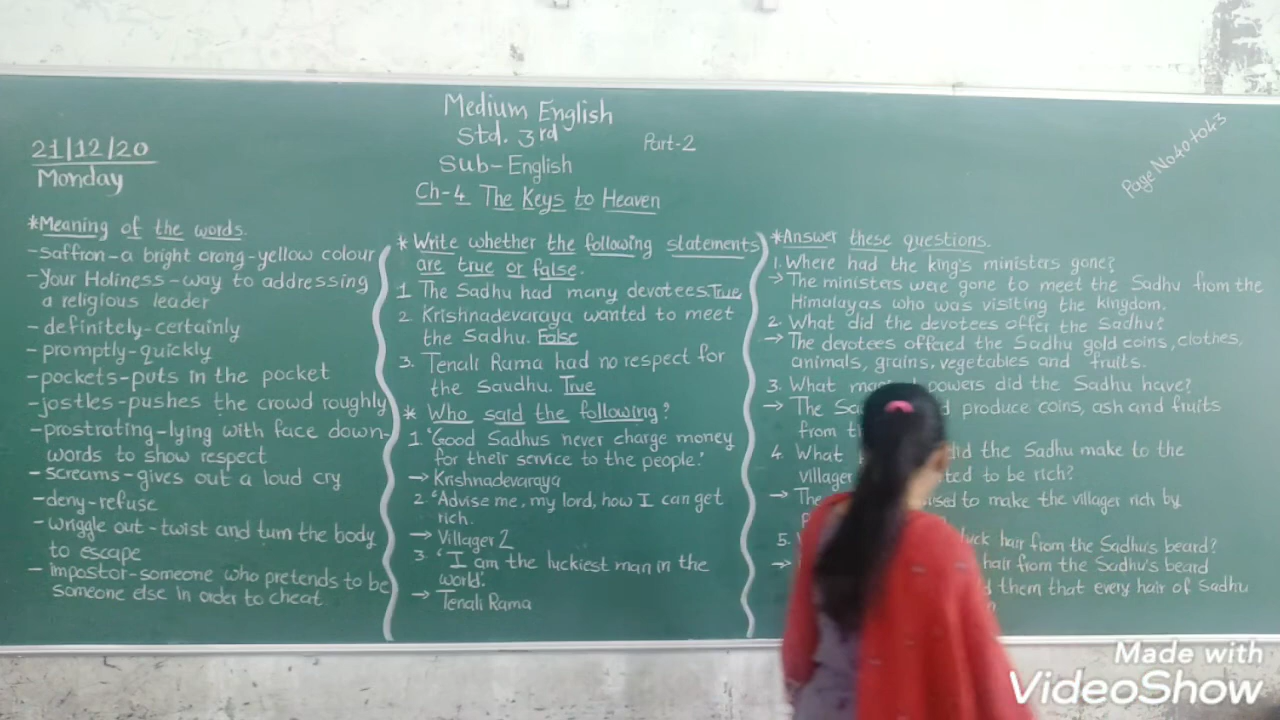 Medium English
Std. 3rd
Part-2
21/12/20
Monday
Sub-English
Ch-4 The Keys to Heaven
Page No 40 to 43
*Meaning of the words.
-saffron-a bright orang-yellow colour
-Your Holiness-way to addressing
a religious leader
-definitely-certainly
-promptly-quickly
-pockets-puts in the pocket
-jostles-pushes the crowd roughly
-prostrating-lying with face down-
words to show respect
-screams-gives out a loud cry
-deny-refuse
-wriggle out-twist and turn the body
to escape
-impostor-someone who pretends to be
someone else in order to cheat
* Write whether the following statements
are true or false.
1 The Sadhu had many devotees.True
2 Krishnadevaraya wanted to meet
the Sadhu. False
3. Tenali Rama had no respect for
the Saudhu. True
* Who said the following?
1 'Good Sadhus never charge money
for their service to the people.'
→ Krishnadevaraya
2 'Advise me, my lord, how I can get
rich.
→ Villager 2
3 'I am the luckiest man in the
world'.
→ Tenali Rama
*Answer these questions.
1. Where had the king's ministers gone?
→ The ministers were gone to meet the Sadhu from the
Himalayas who was visiting the kingdom.
2. What did the devotees offer the Sadhu?
→ The devotees offered the Sadhu gold coins, clothes,
animals, grains, vegetables and fruits.
3. What powers did the Sadhu have?
→ The produce coins, ash and fruits
from
4. What did the Sadhu make to the
villager to be rich?
→ The to make the villager rich by
5. hair from the Sadhu's beard?
→ hair from the Sadhu's beard
them that every hair of Sadhu
Made with
VideoShow